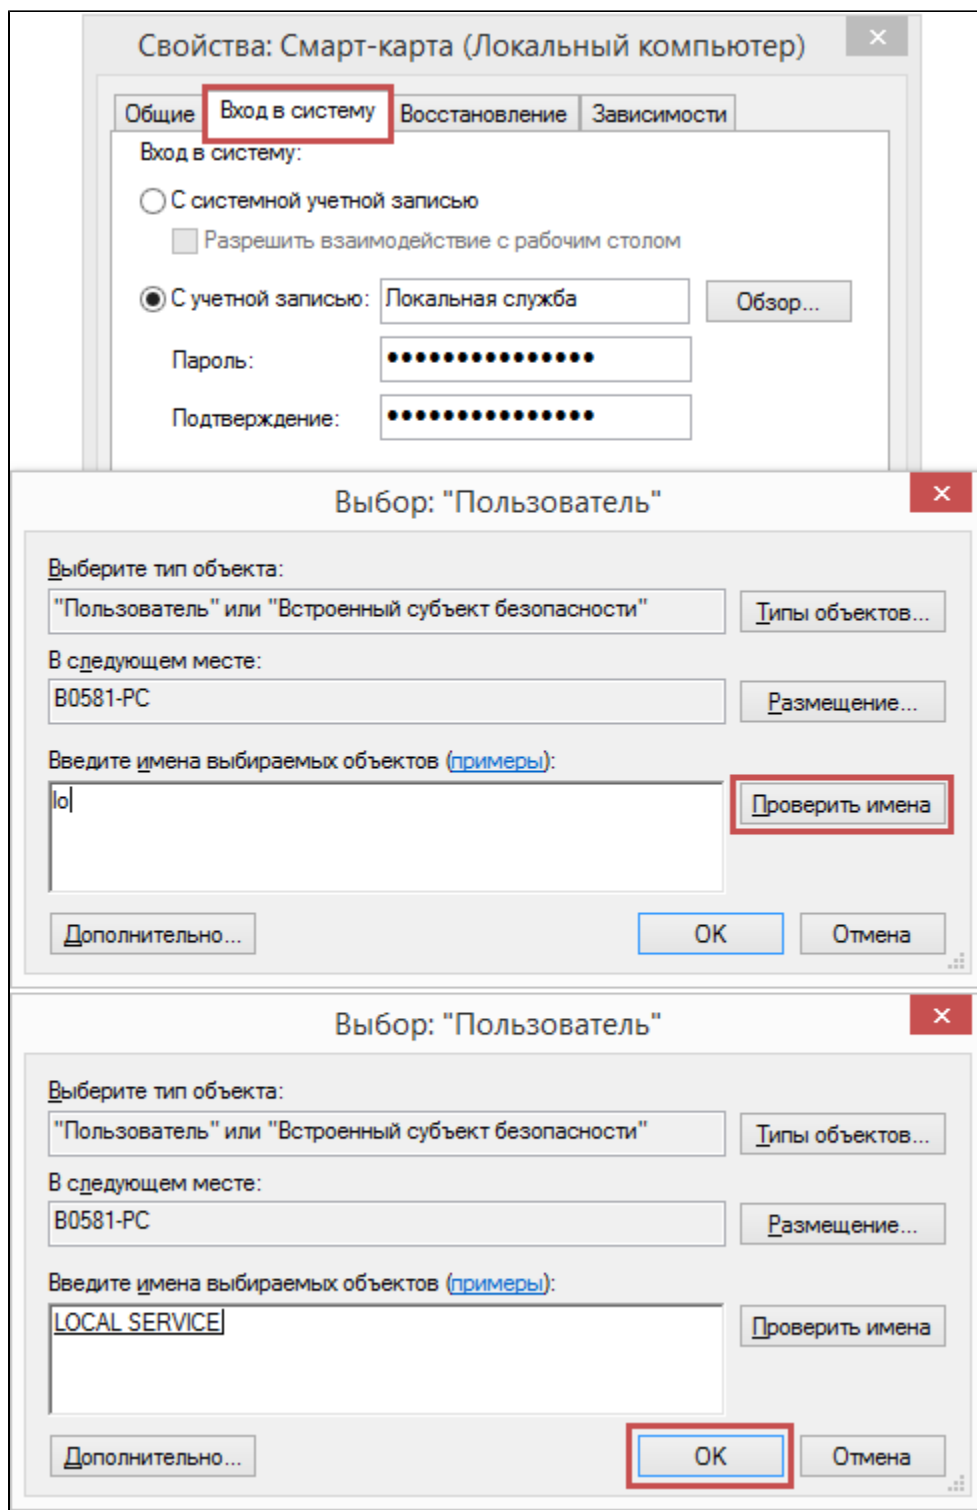 Свойства: Смарт-карта (Локальный компьютер)
Общие Вход в систему Восстановление Зависимости
Вход в систему:
С системной учетной записью
Разрешить взаимодействие с рабочим столом
С учетной записью: Локальная служба Обзор...
Пароль: •••••••••••••••
Подтверждение: •••••••••••••••
Выбор: "Пользователь"
Выберите тип объекта:
"Пользователь" или "Встроенный субъект безопасности" Типы объектов...
В следующем месте:
B0581-PC Размещение...
Введите имена выбираемых объектов (примеры):
lo Проверить имена
Дополнительно... OK Отмена
Выбор: "Пользователь"
Выберите тип объекта:
"Пользователь" или "Встроенный субъект безопасности" Типы объектов...
В следующем месте:
B0581-PC Размещение...
Введите имена выбираемых объектов (примеры):
LOCAL SERVICE Проверить имена
Дополнительно... OK Отмена